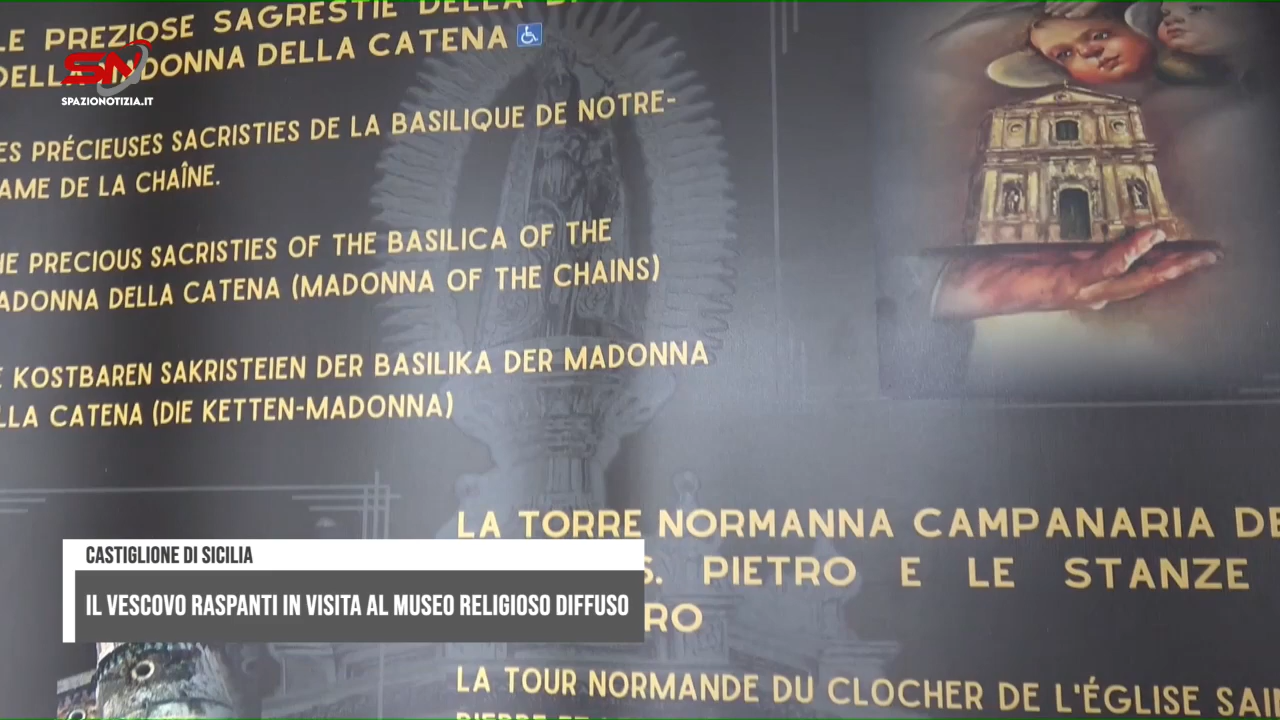 LE PREZIOSE SAGRESTIE DELLA
DELLA MADONNA DELLA CATENA
SN
SPAZIONOTIZIA.IT
ES PRÉCIEUSES SACRISTIES DE LA BASILIQUE DE NOTRE-
AME DE LA CHAÎNE.
HE PRECIOUS SACRISTIES OF THE BASILICA OF THE
ADONNA DELLA CATENA (MADONNA OF THE CHAINS)
E KOSTBAREN SAKRISTEIEN DER BASILIKA DER MADONNA
LLA CATENA (DIE KETTEN-MADONNA)
LA TORRE NORMANNA CAMPANARIA DE
S. PIETRO E LE STANZE
RO
CASTIGLIONE DI SICILIA
IL VESCOVO RASPANTI IN VISITA AL MUSEO RELIGIOSO DIFFUSO
LA TOUR NORMANDE DU CLOCHER DE L'ÉGLISE SAI